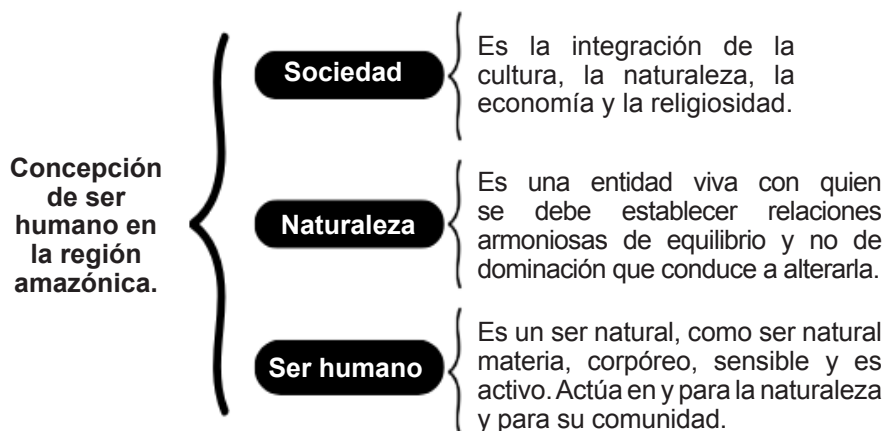 Concepción
de ser
humano en
la región
amazónica.
Sociedad
Es la integración de la
cultura, la naturaleza, la
economía y la religiosidad.
Naturaleza
Es una entidad viva con quien
se debe establecer relaciones
armoniosas de equilibrio y no de
dominación que conduce a alterarla.
Ser humano
Es un ser natural, como ser natural
materia, corpóreo, sensible y es
activo. Actúa en y para la naturaleza
y para su comunidad.